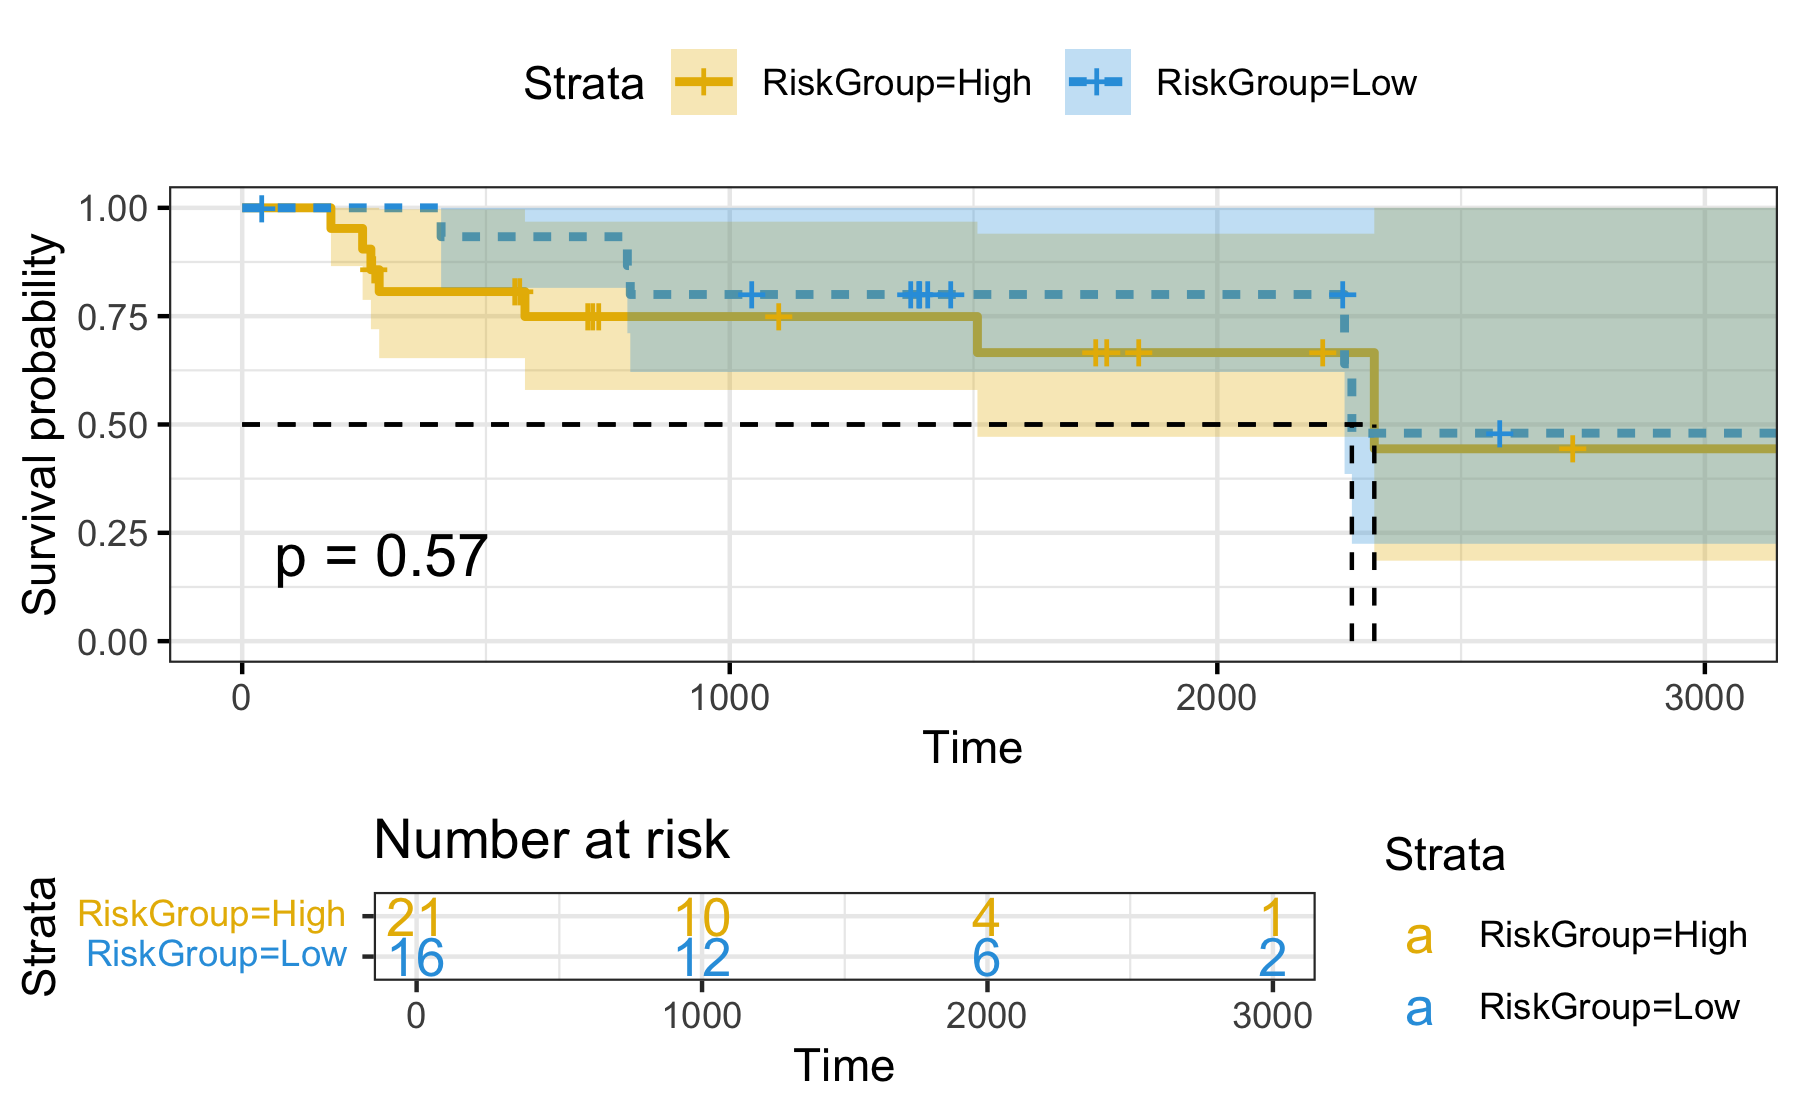 Strata RiskGroup=High RiskGroup=Low
Survival probability
1.00
0.75
0.50
0.25
0.00
p = 0.57
0 1000 2000 3000
Time
Number at risk
Strata
RiskGroup=High 21 10 4 1
RiskGroup=Low 16 12 6 2
0 1000 2000 3000
Time
Strata
a RiskGroup=High
a RiskGroup=Low